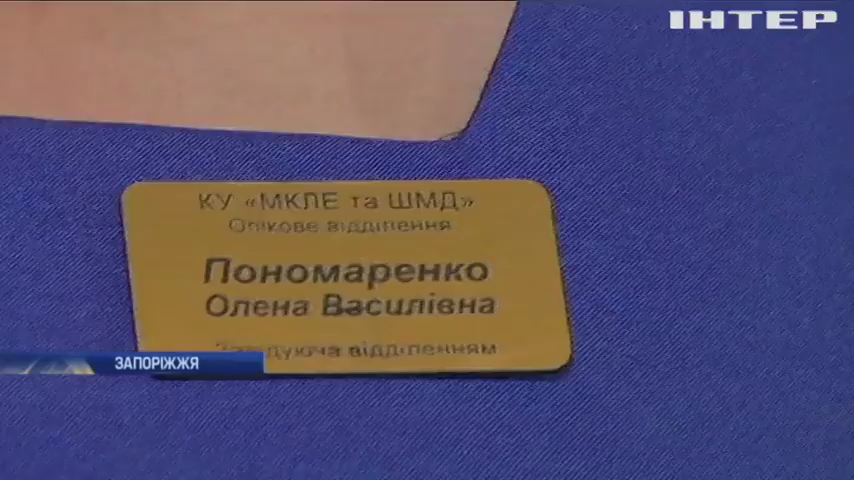 ІНТЕР
КУ «МКЛЕ та ШМД»
Опікове відділення
Пономаренко
Олена Василівна
Завідуюча відділенням
ЗАПОРІЖЖЯ